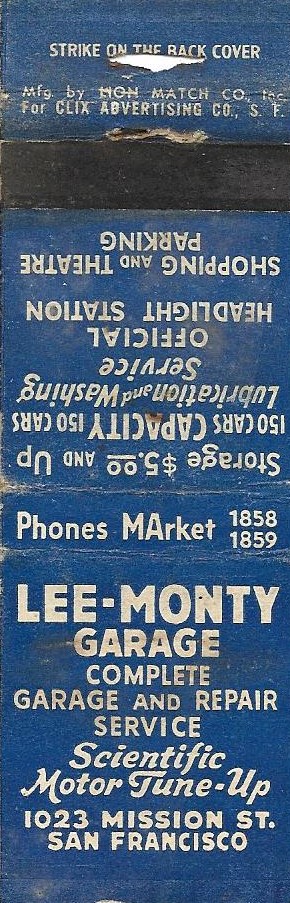 STRIKE ON THE BACK COVER
Mfg. by LION MATCH CO., Inc.
For CLIX ADVERTISING CO., S. F.
Storage $5.00 AND Up
150 CARS CAPACITY 150 CARS
Lubrication and Washing
Service
OFFICIAL
HEADLIGHT STATION
SHOPPING AND THEATRE
PARKING
Phones MArket 1858
1859
LEE-MONTY
GARAGE
COMPLETE
GARAGE AND REPAIR
SERVICE
Scientific
Motor Tune-Up
1023 MISSION ST.
SAN FRANCISCO